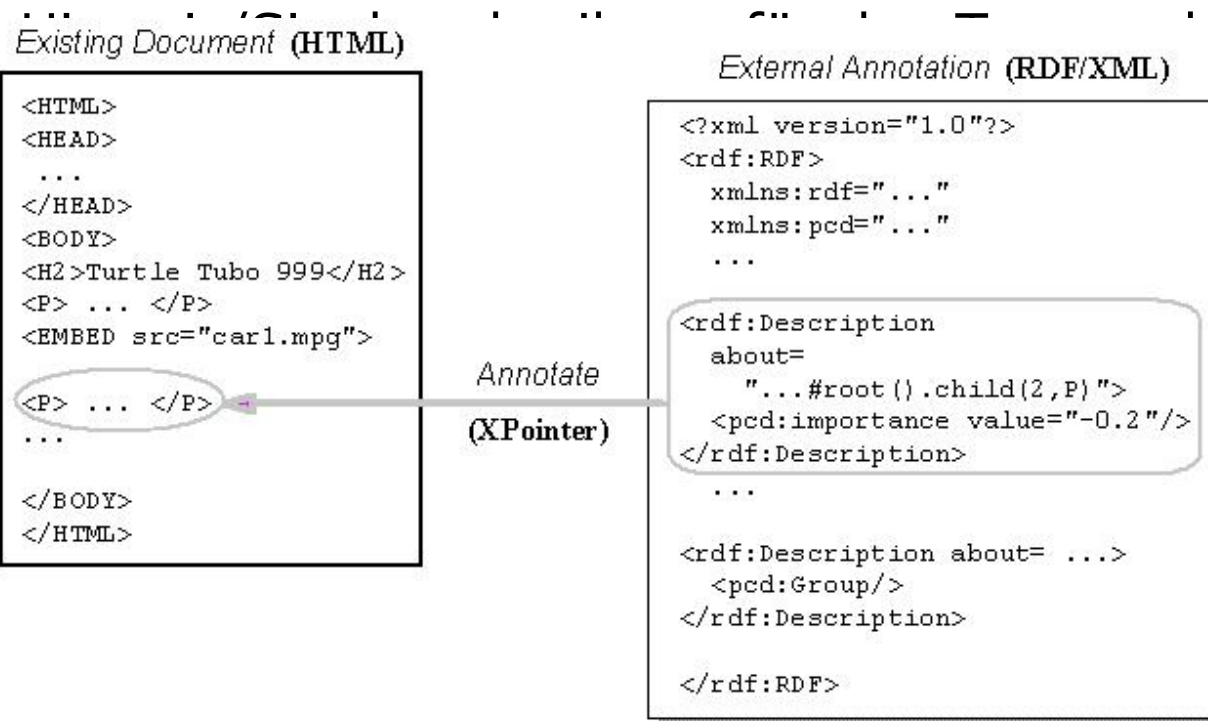 Existing Document (HTML)
<HTML>
<HEAD>
...
</HEAD>
<BODY>
<H2>Turtle Tubo 999</H2>
<P> ... </P>
<EMBED src="car1.mpg">
<P> ... </P>
...
</BODY>
</HTML>
Annotate
(XPointer)
External Annotation (RDF/XML)
<?xml version="1.0"?>
<rdf:RDF>
xmlns:rdf="..."
xmlns:pcd="..."
...
<rdf:Description
about=
"...#root().child(2,P)">
<pcd:importance value="-0.2"/>
</rdf:Description>
...
<rdf:Description about= ...>
<pcd:Group/>
</rdf:Description>
</rdf:RDF>